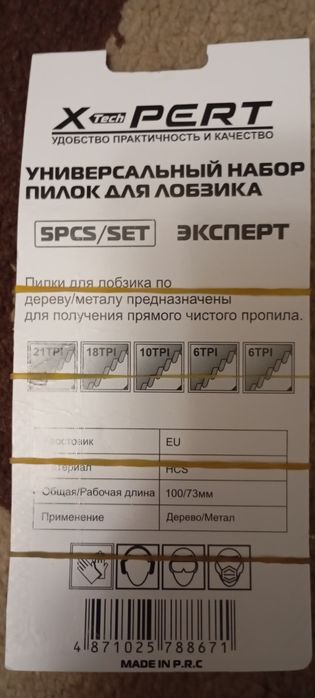 X-Tech PERT
УДОБСТВО ПРАКТИЧНОСТЬ И КАЧЕСТВО
УНИВЕРСАЛЬНЫЙ НАБОР
ПИЛОК ДЛЯ ЛОБЗИКА
5PCS/SET ЭКСПЕРТ
Пилки для лобзика по
дереву/металу предназначены
для получения прямого чистого пропила.
21TPI 18TPI 10TPI 6TPI 6TPI
EU
HCS
Общая/Рабочая длина 100/73мм
Применение Дерево/Метал
4 871025 788671
MADE IN P.R.C